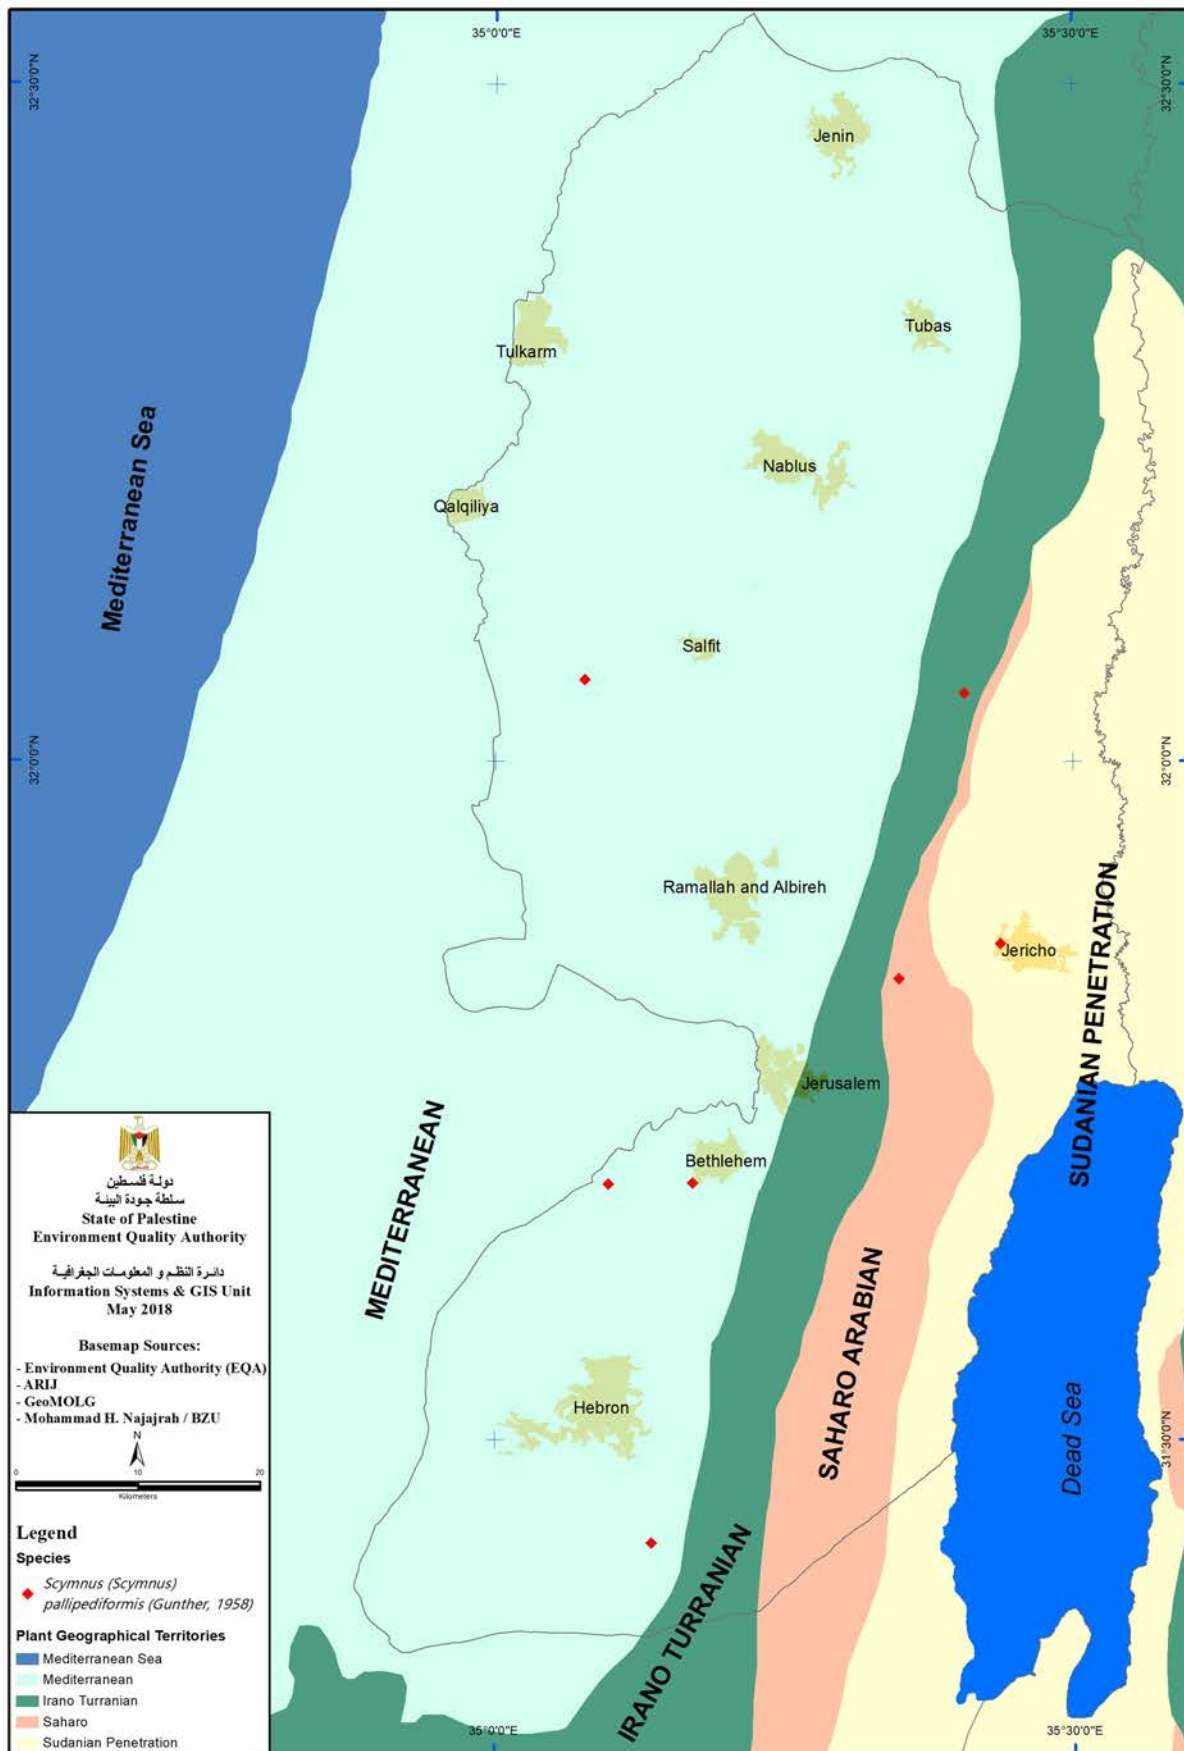 35°0'0"E
35°30'0"E
32°30'0"N
32°30'0"N
Jenin
Tulkarm
Tubas
Mediterranean Sea
Nablus
Qalqiliya
Salfit
32°0'0"N
32°0'0"N
Ramallah and Albireh
Jericho
SUDANIAN PENETRATION
Jerusalem
Bethlehem
MEDITERRANEAN
SAHARO ARABIAN
Hebron
Dead Sea
31°30'0"N
IRANO TURRANIAN
35°0'0"E
35°30'0"E
دولة فلسطين
سلطة جودة البيئة
State of Palestine
Environment Quality Authority
دائرة النظم و المعلومات الجغرافية
Information Systems & GIS Unit
May 2018
Basemap Sources:
- Environment Quality Authority (EQA)
- ARIJ
- GeoMOLG
- Mohammad H. Najajrah / BZU
N
0 10 20
Kilometers
Legend
Species
Scymnus (Scymnus)
pallipediformis (Gunther, 1958)
Plant Geographical Territories
Mediterranean Sea
Mediterranean
Irano Turranian
Saharo
Sudanian Penetration